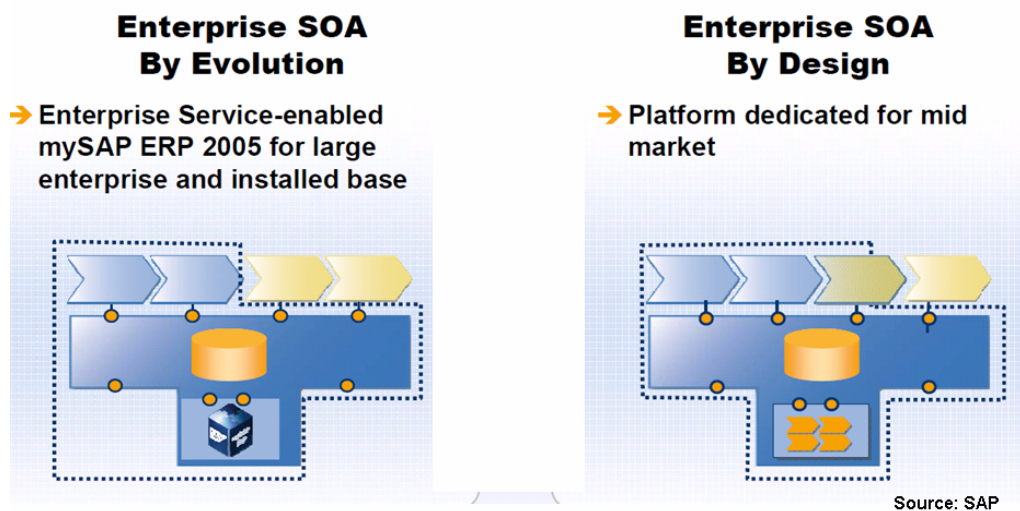 Enterprise SOA
By Evolution
➔ Enterprise Service-enabled
mySAP ERP 2005 for large
enterprise and installed base
Enterprise SOA
By Design
➔ Platform dedicated for mid
market
Source: SAP